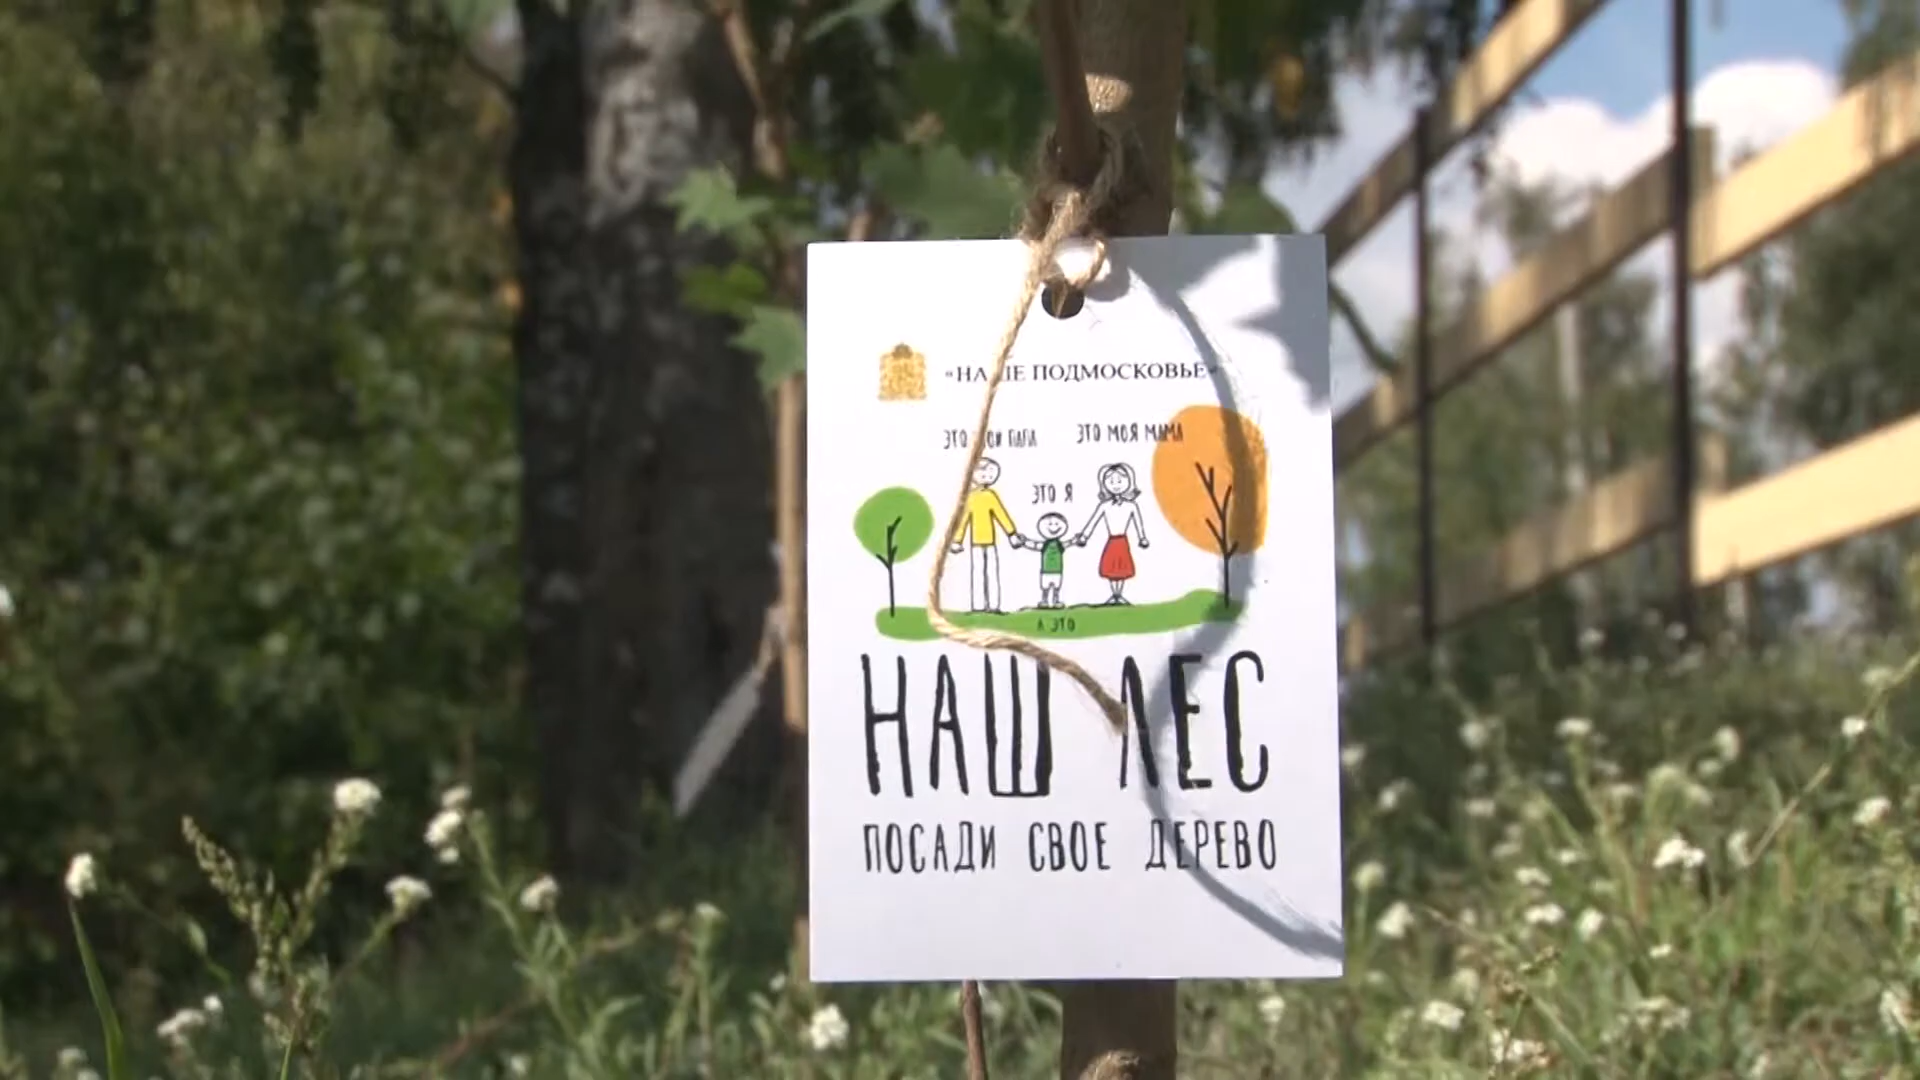 «НАШЕ ПОДМОСКОВЬЕ»
ЭТО МОЙ ПАПА ЭТО МОЯ МАМА
ЭТО Я
А ЭТО
НАШ ЛЕС
ПОСАДИ СВОЕ ДЕРЕВО